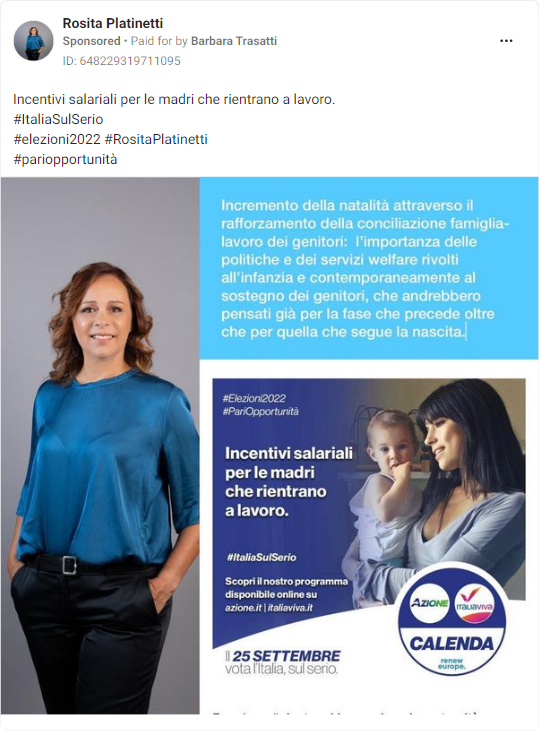 Rosita Platinetti
Sponsored • Paid for by Barbara Trasatti
ID: 648229319711095
Incentivi salariali per le madri che rientrano a lavoro.
#ItaliaSulSerio
#elezioni2022 #RositaPlatinetti
#pariopportunità
Incremento della natalità attraverso il
rafforzamento della conciliazione famiglia-
lavoro dei genitori: l'importanza delle
politiche e dei servizi welfare rivolti
all'infanzia e contemporaneamente al
sostegno dei genitori, che andrebbero
pensati già per la fase che precede oltre
che per quella che segue la nascita.
#Elezioni2022
#PariOpportunità
Incentivi salariali
per le madri
che rientrano
a lavoro.
#ItaliaSulSerio
Scopri il nostro programma
disponibile online su
azione.it | italiaviva.it
AZIONE
ITALIAVIVA
CALENDA
renew
europe.
Il 25 SETTEMBRE
vota l'Italia, sul serio.